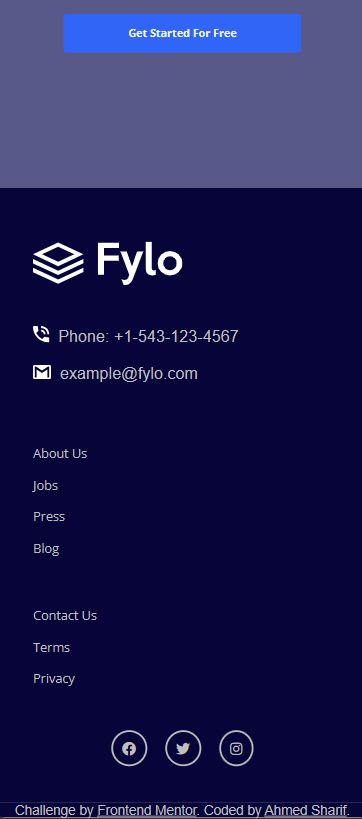 Get Started For Free
Fylo
Phone: +1-543-123-4567
example@fylo.com
About Us
Jobs
Press
Blog
Contact Us
Terms
Privacy
Challenge by Frontend Mentor. Coded by Ahmed Sharif.